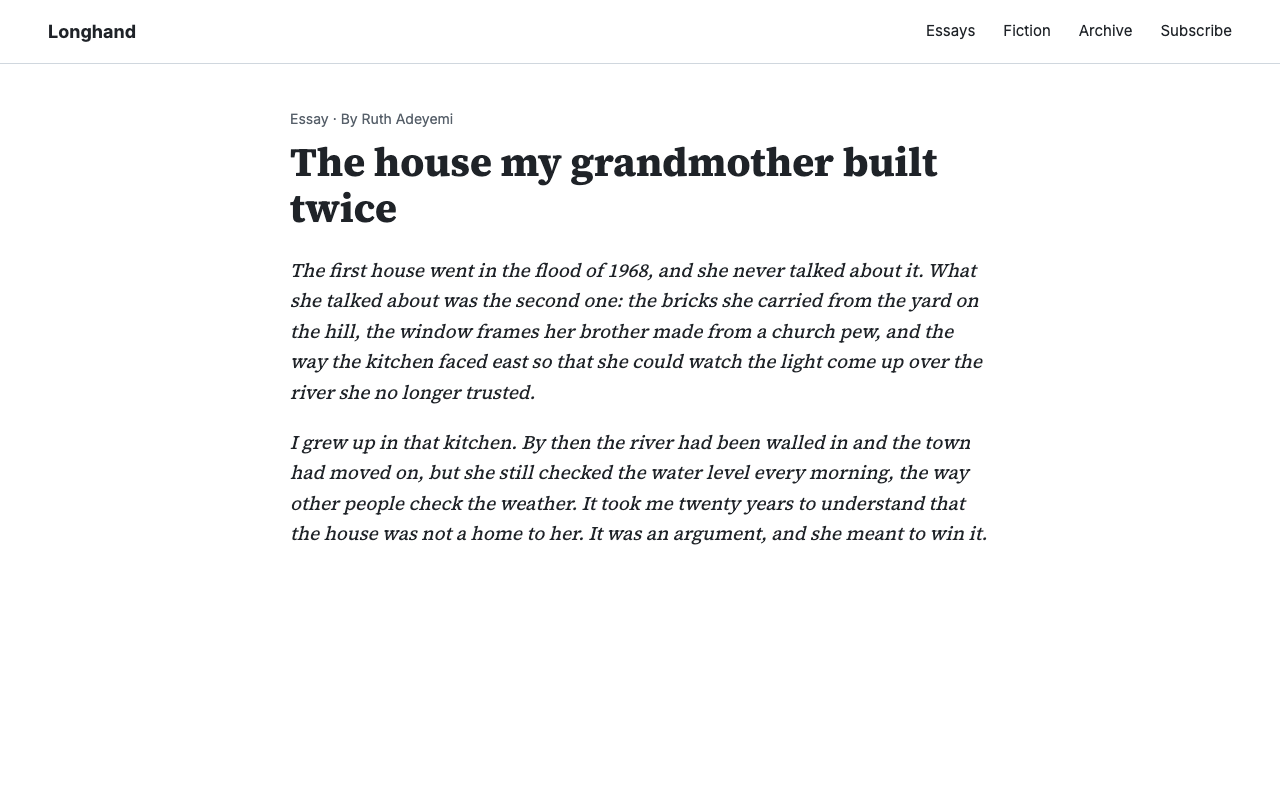 Longhand
Essays Fiction Archive Subscribe
Essay · By Ruth Adeyemi
The house my grandmother built
twice
The first house went in the flood of 1968, and she never talked about it. What
she talked about was the second one: the bricks she carried from the yard on
the hill, the window frames her brother made from a church pew, and the
way the kitchen faced east so that she could watch the light come up over the
river she no longer trusted.
I grew up in that kitchen. By then the river had been walled in and the town
had moved on, but she still checked the water level every morning, the way
other people check the weather. It took me twenty years to understand that
the house was not a home to her. It was an argument, and she meant to win it.